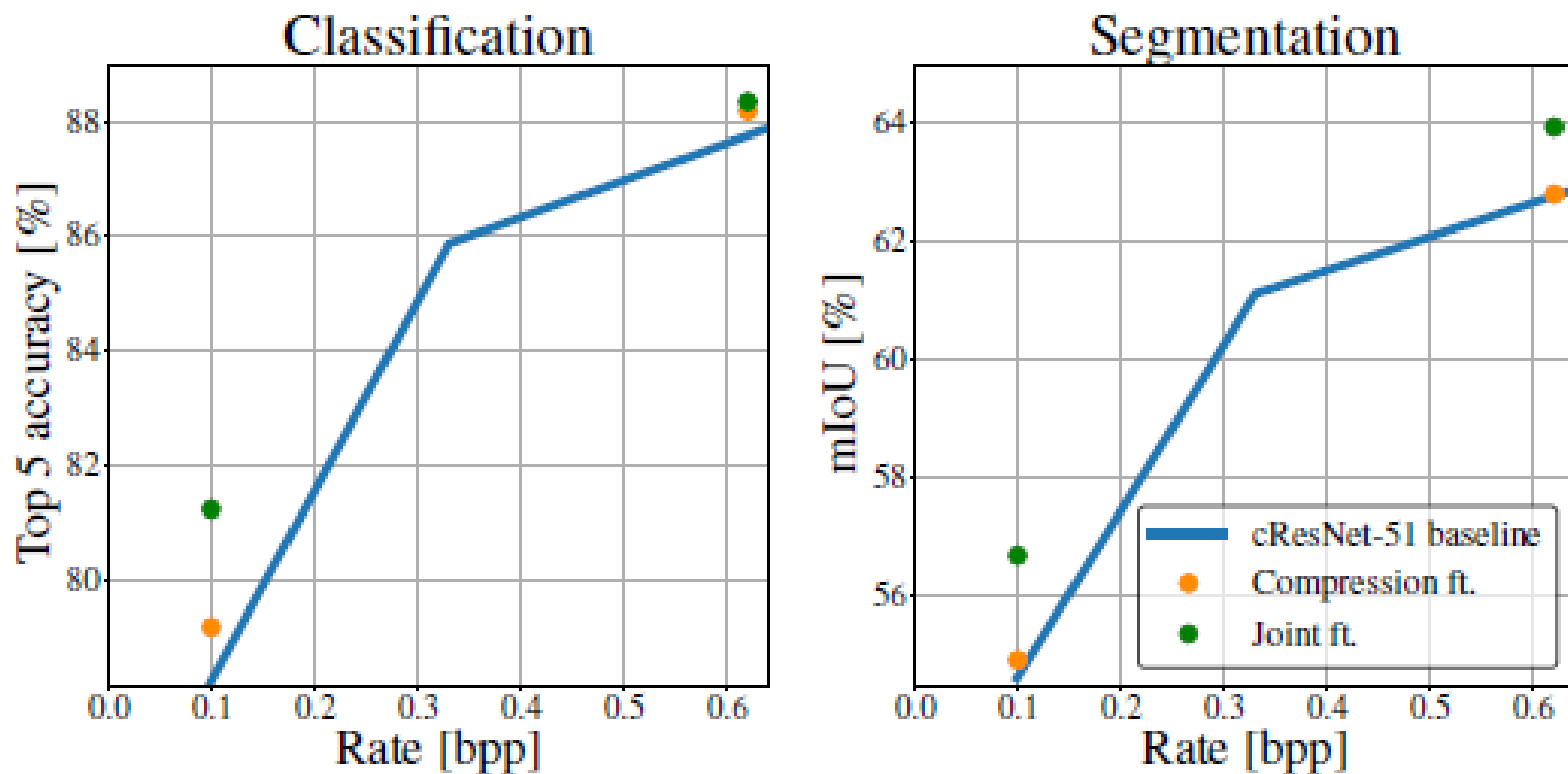 Classification
Top 5 accuracy [%]
88
86
84
82
80
0.0 0.1 0.2 0.3 0.4 0.5 0.6
Rate [bpp]
Segmentation
mIoU [%]
64
62
60
58
56
cResNet-51 baseline
Compression ft.
Joint ft.
0.0 0.1 0.2 0.3 0.4 0.5 0.6
Rate [bpp]